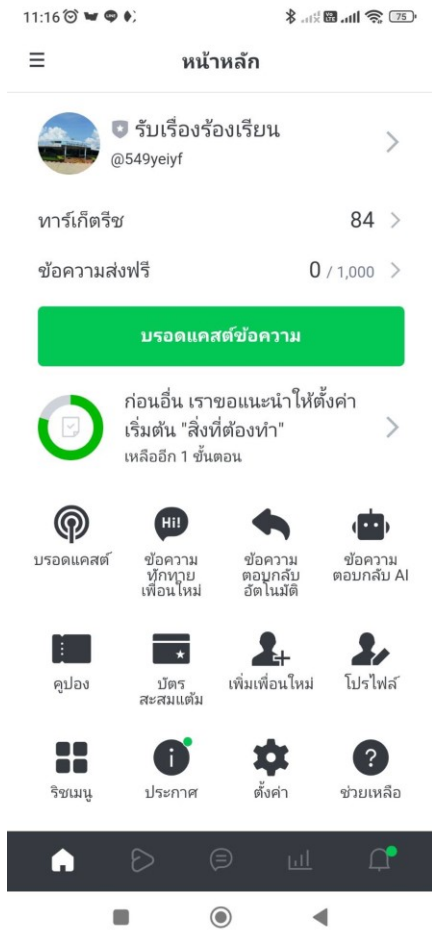 11:16
75
หน้าหลัก
รับเรื่องร้องเรียน
@549yeiyf
ทาร์เก็ตรีช 84
ข้อความส่งฟรี 0 / 1,000
บรอดแคสต์ข้อความ
ก่อนอื่น เราขอแนะนำให้ตั้งค่า
เริ่มต้น "สิ่งที่ต้องทำ"
เหลืออีก 1 ขั้นตอน
Hi!
บรอดแคสต์ ข้อความ ข้อความ ข้อความ
ทักทาย ตอบกลับ ตอบกลับ AI
เพื่อนใหม่ อัตโนมัติ
คูปอง บัตร เพิ่มเพื่อนใหม่ โปรไฟล์
สะสมแต้ม
ริชเมนู ประกาศ ตั้งค่า ช่วยเหลือ